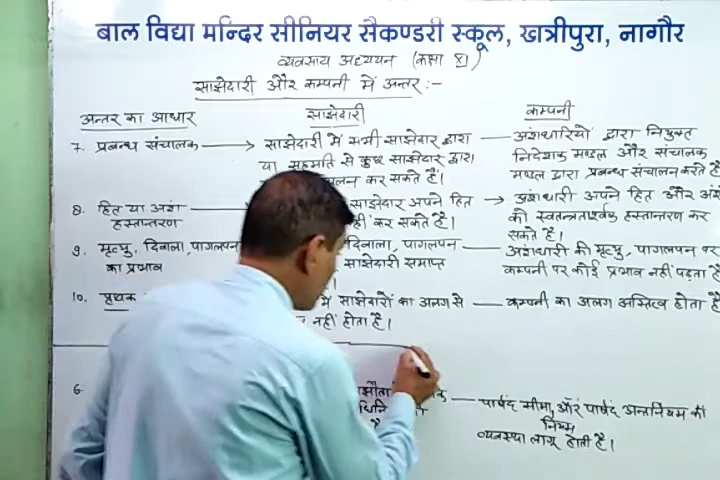 बाल विद्या मन्दिर सीनियर सैकण्डरी स्कूल, खत्रीपुरा, नागौर
व्यवसाय अध्ययन (कक्षा XI)
साझेदारी और कम्पनी में अन्तर :-
अन्तर का आधार साझेदारी कम्पनी
7. प्रबन्ध संचालक → साझेदारी में सभी साझेदार द्वारा — अंशधारियों द्वारा नियुक्त
या सहमति से कुछ साझेदार द्वारा निदेशक मण्डल और संचालक
कर सकते हैं। मण्डल द्वारा प्रबन्ध संचालन करते है
8. हित या अंश साझेदार अपने हित → अंशधारी अपने हित और अंश
हस्तान्तरण नहीं कर सकते है। को स्वतन्त्रतापूर्वक हस्तान्तरण कर
सकते है।
9. मृत्यु, दिवाला, पागलपन दिवाला, पागलपन — अंशधारी की मृत्यु, पागलपन पर
का प्रभाव साझेदारी समाप्त कम्पनी पर कोई प्रभाव नहीं पड़ता है
10. पृथक में साझेदारों का अलग से — कम्पनी का अलग अस्तित्व होता है
नहीं होता है।
6 — पार्षद सीमा, और पार्षद अन्तर्नियम की
नियम
व्यवस्था लागू होती है।